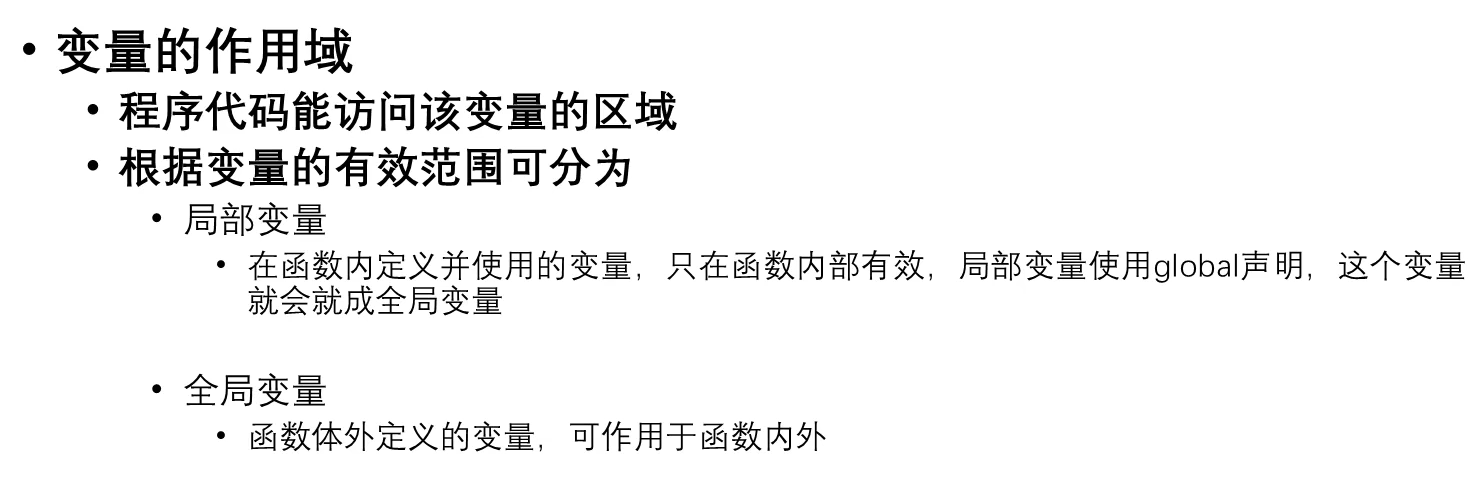 • 变量的作用域
• 程序代码能访问该变量的区域
• 根据变量的有效范围可分为
• 局部变量
• 在函数内定义并使用的变量，只在函数内部有效，局部变量使用global声明，这个变量
就会就成全局变量
• 全局变量
• 函数体外定义的变量，可作用于函数内外